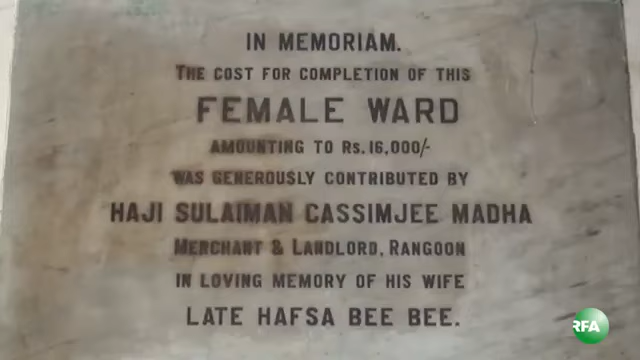 IN MEMORIAM.
THE COST FOR COMPLETION OF THIS
FEMALE WARD
AMOUNTING TO RS. 16,000/-
WAS GENEROUSLY CONTRIBUTED BY
HAJI SULAIMAN CASSIMJEE MADHA
MERCHANT & LANDLORD, RANGOON
IN LOVING MEMORY OF HIS WIFE
LATE HAFSA BEE BEE.
RFA